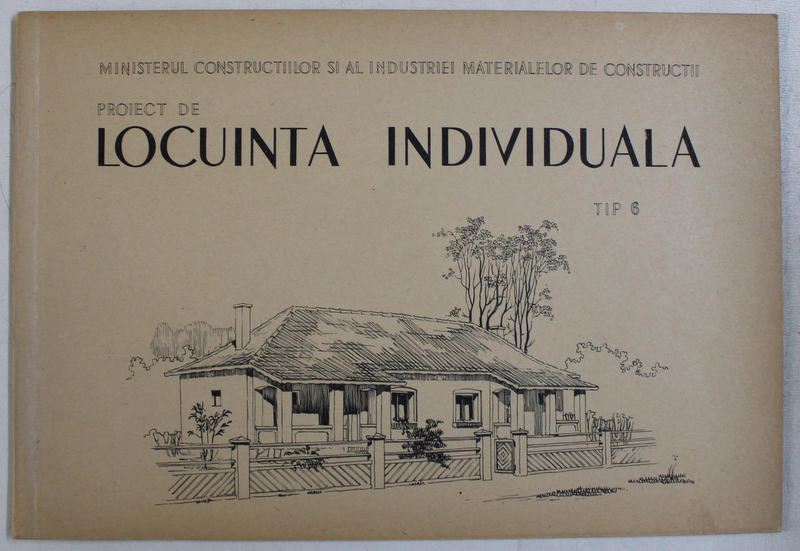 MINISTERUL CONSTRUCTIILOR SI AL INDUSTRIEI MATERIALELOR DE CONSTRUCTII
PROIECT DE
LOCUINTA INDIVIDUALA
TIP 6